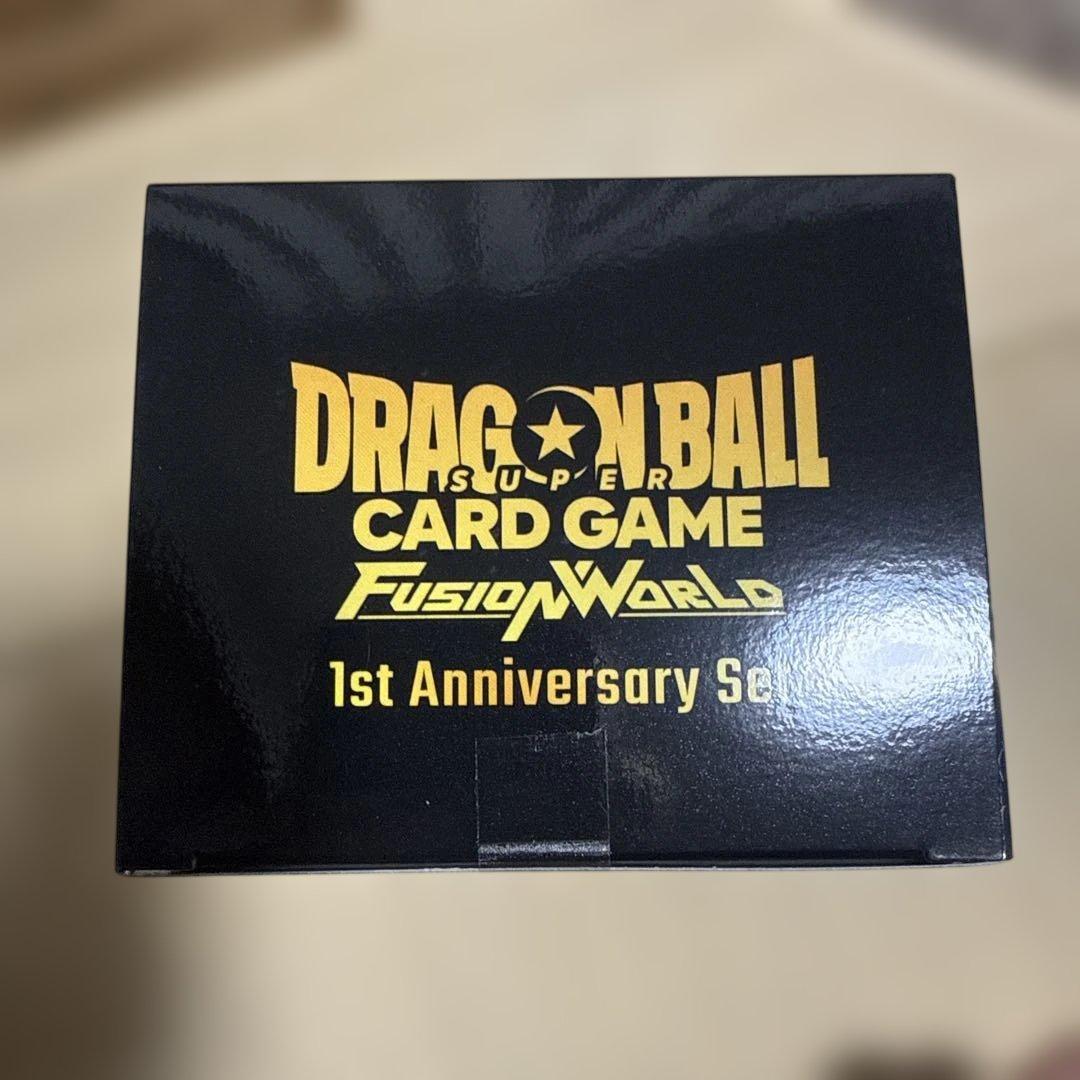 DRAGON BALL
SUPER
CARD GAME
FUSION WORLD
1st Anniversary Se